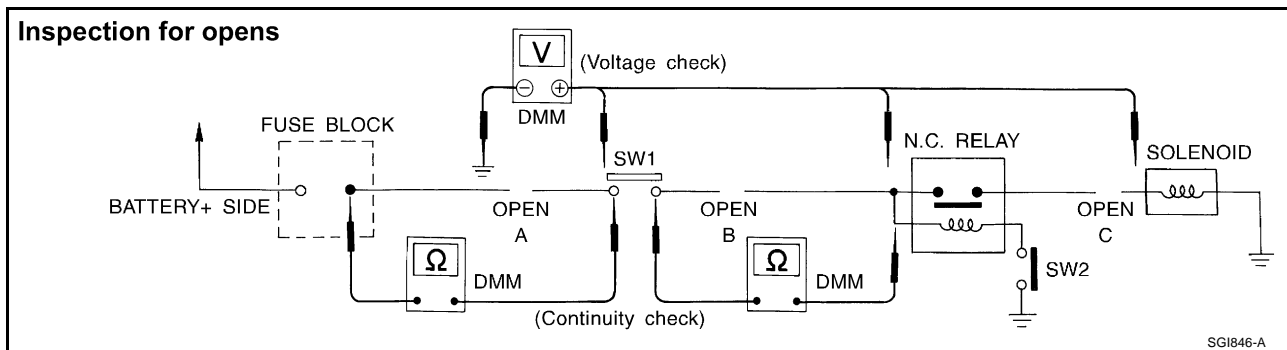 Inspection for opens
V
(Voltage check)
DMM
FUSE BLOCK
N.C. RELAY
SW1
SOLENOID
BATTERY+ SIDE
OPEN
A
OPEN
B
OPEN
C
Ω
DMM
Ω
DMM
SW2
(Continuity check)
SGI846-A